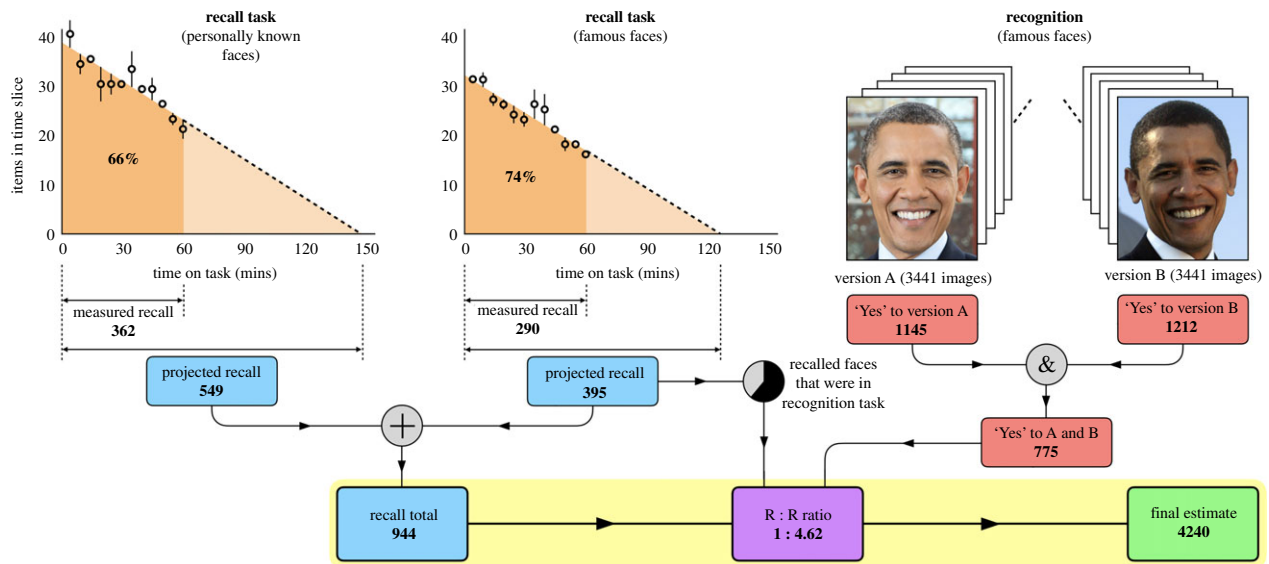 recall task
(personally known
faces)
40
30
20
10
0
items in time slice
66%
0 30 60 90 120 150
time on task (mins)
measured recall
362
projected recall
549
recall task
(famous faces)
40
30
20
10
0
74%
0 30 60 90 120 150
time on task (mins)
measured recall
290
projected recall
395
recalled faces
that were in
recognition task
recognition
(famous faces)
version A (3441 images)
version B (3441 images)
‘Yes’ to version A
1145
‘Yes’ to version B
1212
&
‘Yes’ to A and B
775
+
recall total
944
R : R ratio
1 : 4.62
final estimate
4240